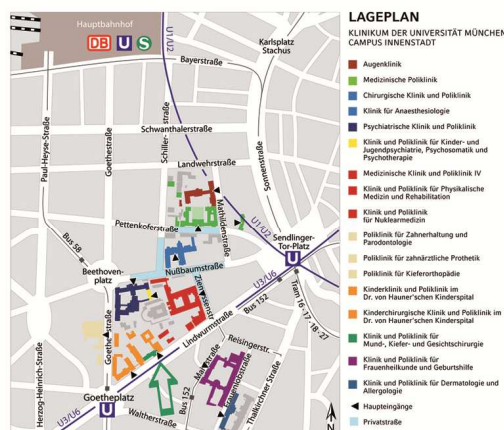 LAGEPLAN
KLINIKUM DER UNIVERSITÄT MÜNCHEN
CAMPUS INNENSTADT
Augenklinik
Medizinische Poliklinik
Chirurgische Klinik und Poliklinik
Klinik für Anaesthesiologie
Psychiatrische Klinik und Poliklinik
Klinik und Poliklinik für Kinder- und
Jugendpsychiatrie, Psychosomatik und
Psychotherapie
Medizinische Klinik und Poliklinik IV
Klinik und Poliklinik für Physikalische
Medizin und Rehabilitation
Klinik und Poliklinik
für Nuklearmedizin
Poliklinik für Zahnerhaltung und
Parodontologie
Poliklinik für zahnärztliche Prothetik
Poliklinik für Kieferorthopädie
Kinderklinik und Poliklinik im
Dr. von Hauner'schen Kinderspital
Kinderchirurgische Klinik und Poliklinik im
Dr. von Hauner'schen Kinderspital
Klinik und Poliklinik für
Mund-, Kiefer- und Gesichtschirurgie
Klinik und Poliklinik für
Frauenheilkunde und Geburtshilfe
Klinik und Poliklinik für Dermatologie und
Allergologie
Haupteingänge
Privatstraße
Hauptbahnhof
DB U S
U1/U2
Karlsplatz
Stachus
Bayerstraße
Paul-Heyse-Straße
Goethestraße
Schiller-
straße
Schwanthalerstraße
Sonnenstraße
Landwehrstraße
Mathildenstraße
Pettenkoferstraße
U1/U2
Sendlinger-
Tor-Platz
U
Bus 58
Nußbaumstraße
Beethoven-
platz
Ziemssenstr.
U3/U6
Bus 152
Tram 16 · 17 · 18 · 27
Goethestraße
Lindwurmstraße
Reisingerstr.
Maistraße
Frauenlobstraße
Thalkirchner Straße
Herzog-Heinrich-Straße
Goetheplatz
U
U3/U6
Waltherstraße
Bus 152
N